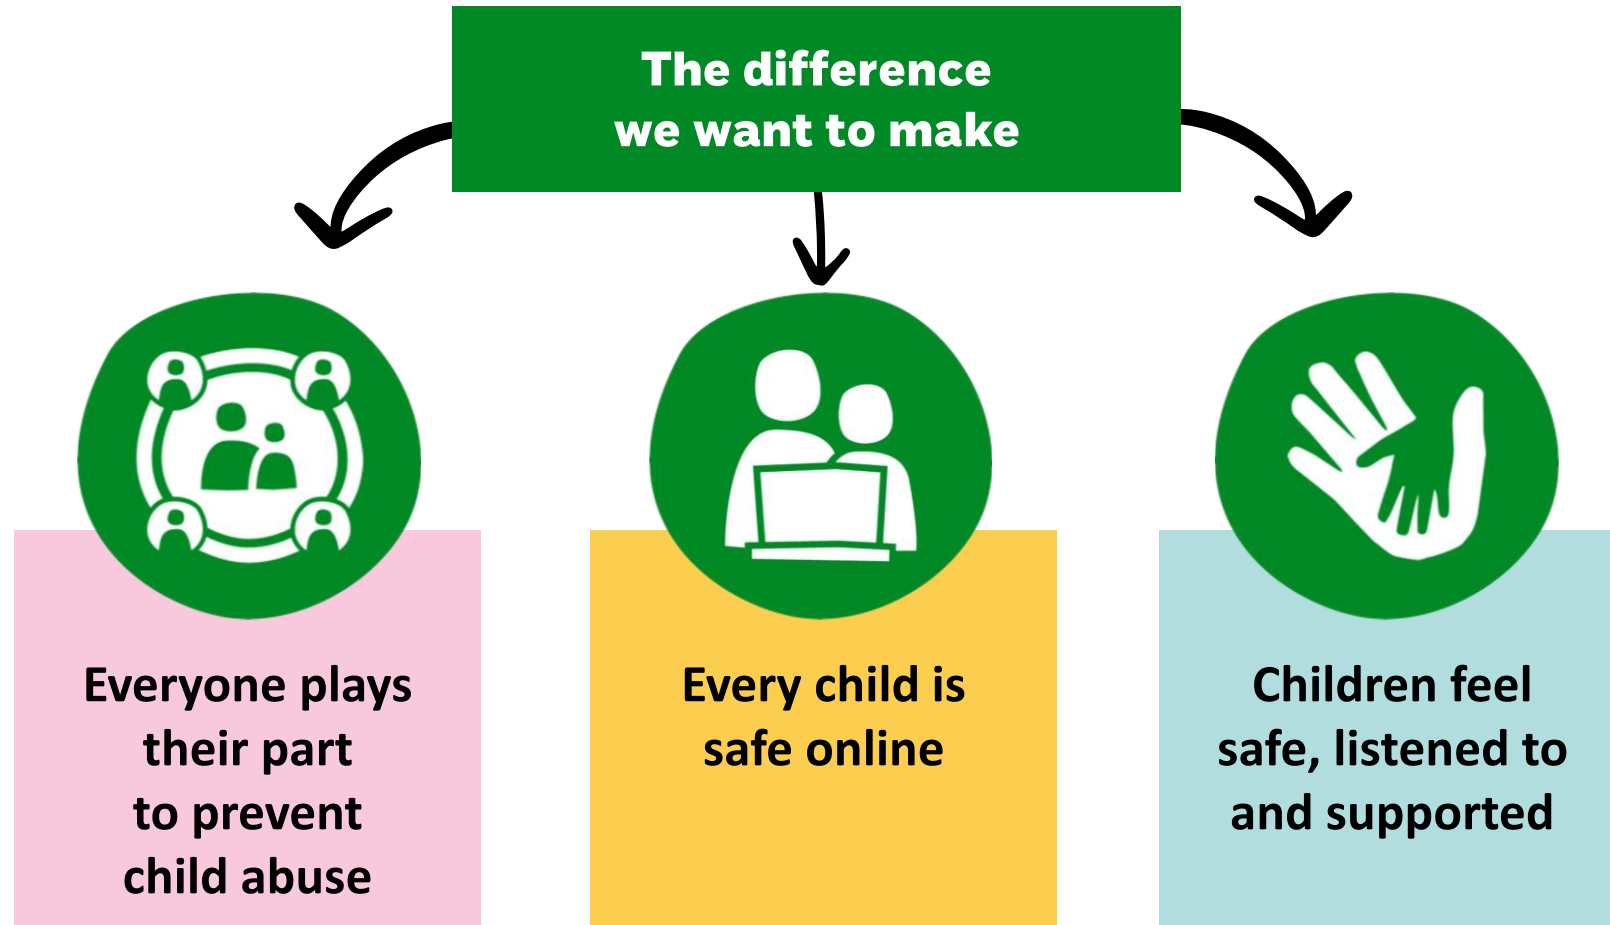 The difference
we want to make
Everyone plays
their part
to prevent
child abuse
Every child is
safe online
Children feel
safe, listened to
and supported